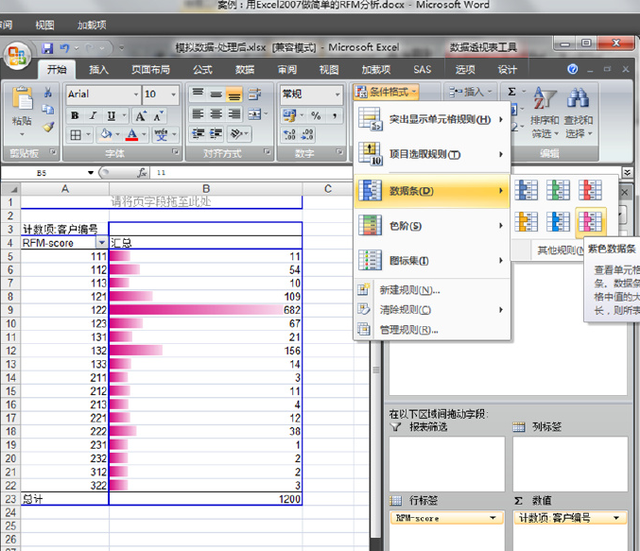 案例：用Excel2007做简单的RFM分析.docx - Microsoft Word
视图 加载项
模拟数据-处理后.xlsx [兼容模式] - Microsoft Excel 数据透视表工具
开始 插入 页面布局 公式 数据 审阅 视图 加载项 SAS 选项 设计
Arial 10 常规 条件格式 插入 Σ
粘贴 B I U A 变 % , 排序和筛选 查找和选择
剪贴板 字体 对齐方式 数字 编辑
B5 fx 11
A B C
1 请将页字段拖至此处
2
3 计数项:客户编号
4 RFM-score 汇总
5 111 11
6 112 54
7 113 10
8 121 109
9 122 682
10 123 67
11 131 21
12 132 156
13 133 14
14 211 3
15 212 11
16 213 4
17 221 12
18 222 38
19 231 1
20 232 2
21 312 2
22 322 3
23 总计 1200
24
25
26
27
突出显示单元格规则(H)
项目选取规则(T)
数据条(D)
色阶(S)
图标集(I)
新建规则(N)...
清除规则(C)
管理规则(R)...
其他规则(M)
紫色数据条
查看单元格
条。数据条
格中值的大
长，则所表
在以下区域间拖动字段:
报表筛选 列标签
行标签 Σ 数值
RFM-score 计数项:客户编号